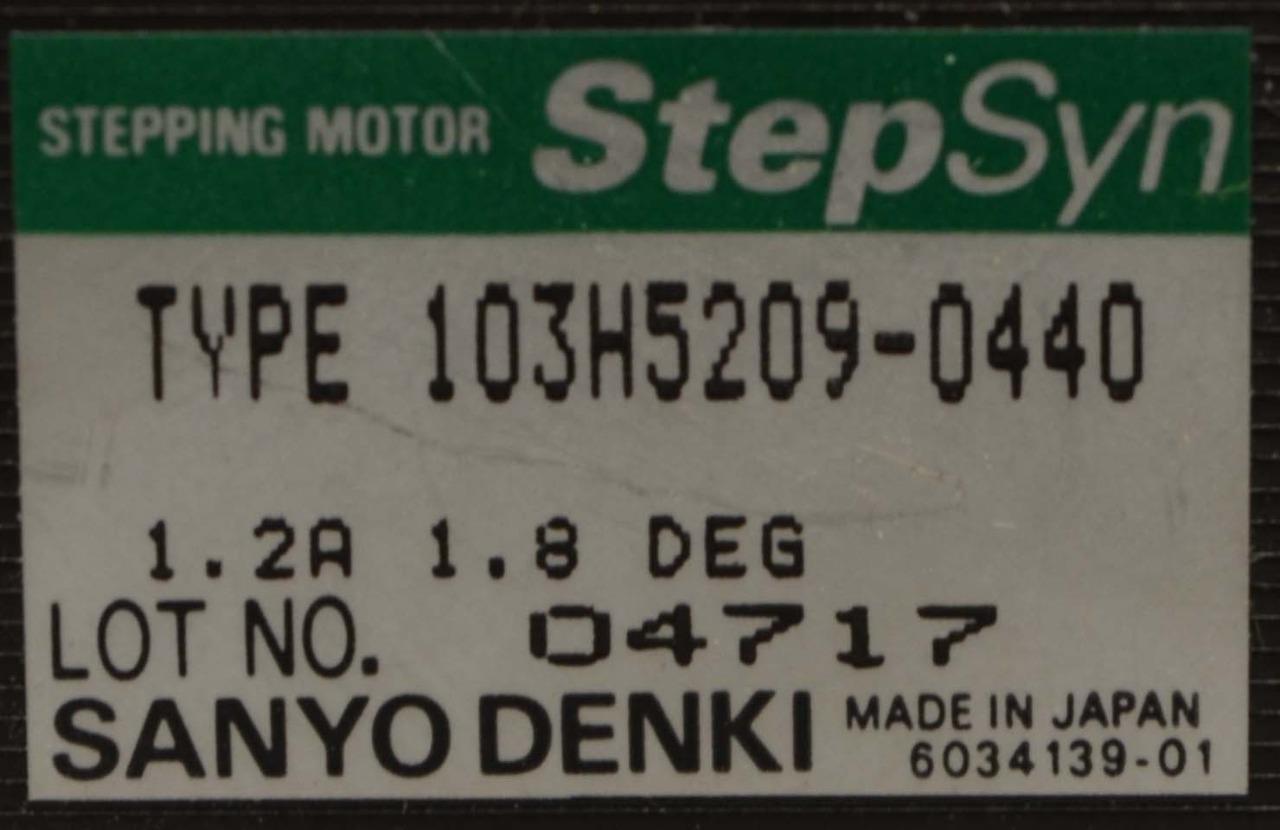 STEPPING MOTOR StepSyn
TYPE 103H5209-0440
1.2A 1.8 DEG
LOT NO. 04717
SANYO DENKI MADE IN JAPAN
6034139-01